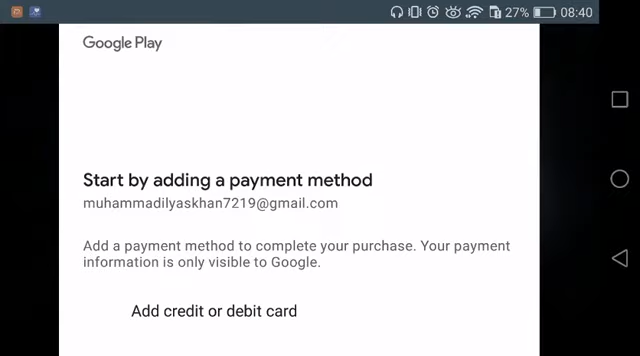 27% 08:40
Google Play
Start by adding a payment method
muhammadilyaskhan7219@gmail.com
Add a payment method to complete your purchase. Your payment
information is only visible to Google.
Add credit or debit card